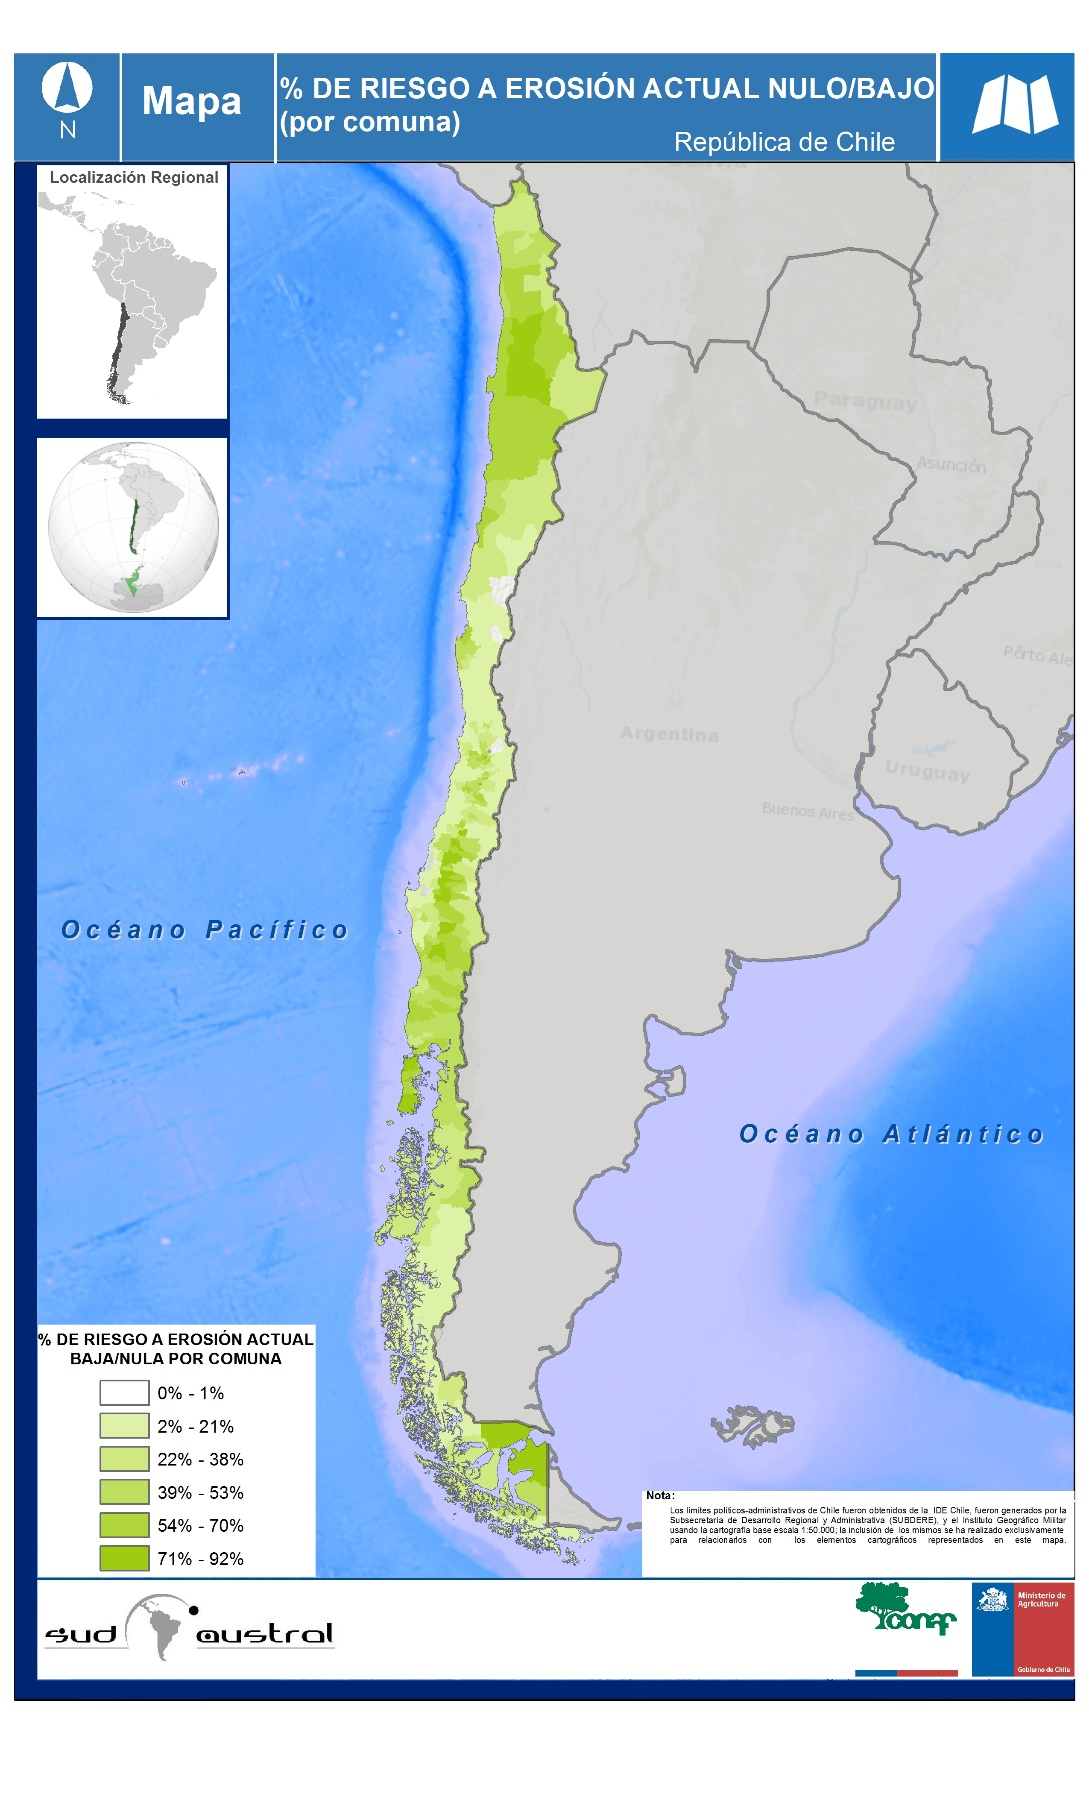 N
Mapa
% DE RIESGO A EROSIÓN ACTUAL NULO/BAJO
(por comuna)
República de Chile
Localización Regional
Paraguay
Asunción
Pôrto Ale
Argentina
Uruguay
Buenos Aires
Océano Pacífico
Océano Atlántico
% DE RIESGO A EROSIÓN ACTUAL
BAJA/NULA POR COMUNA
0% - 1%
2% - 21%
22% - 38%
39% - 53%
54% - 70%
71% - 92%
Nota:
Los límites políticos-administrativos de Chile fueron obtenidos de la IDE Chile, fueron generados por la
Subsecretaría de Desarrollo Regional y Administrativa (SUBDERE), y el Instituto Geográfico Militar
usando la cartografía base escala 1:50.000; la inclusión de los mismos se ha realizado exclusivamente
para relacionarlos con los elementos cartográficos representados en este mapa.
sud austral
conaf
Ministerio de
Agricultura
Gobierno de Chile